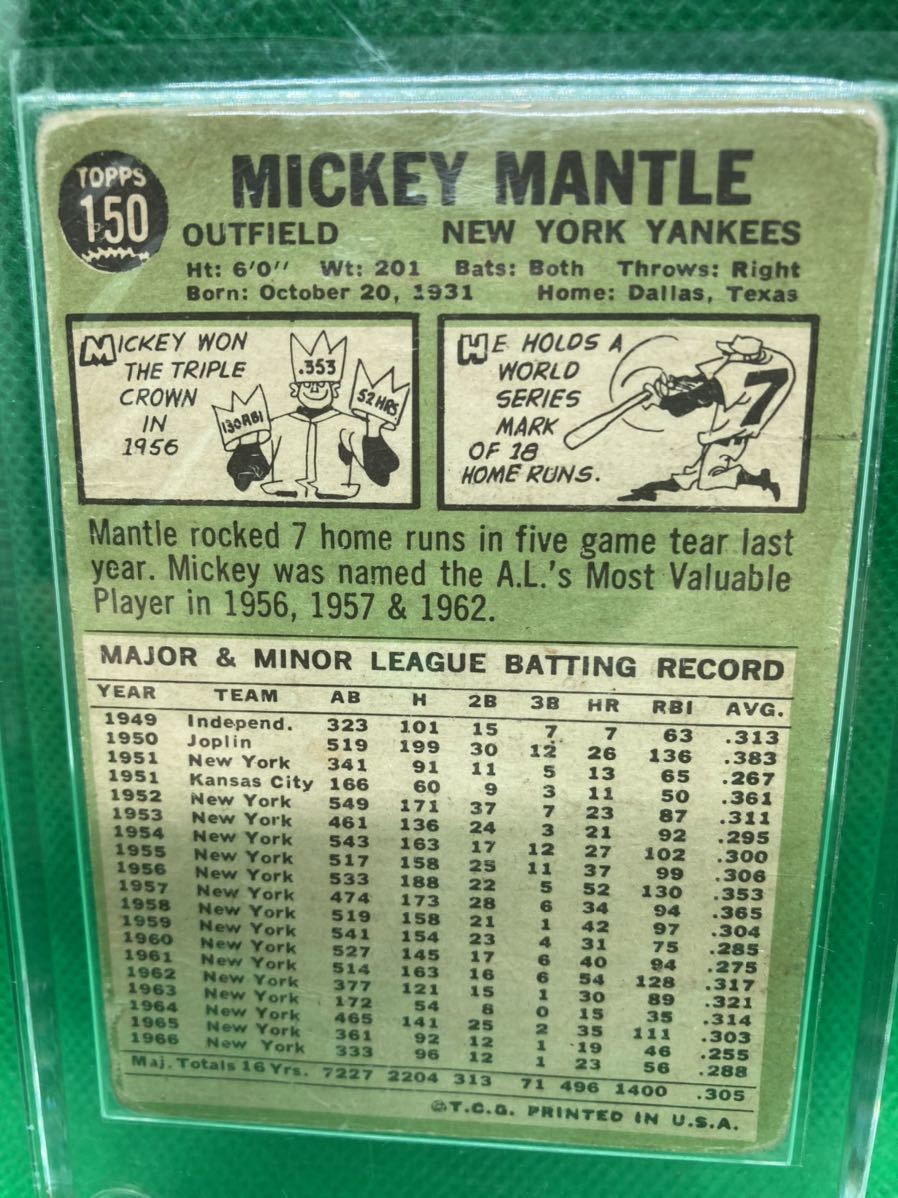 TOPPS
150
MICKEY MANTLE
OUTFIELD NEW YORK YANKEES
Ht: 6'0'' Wt: 201 Bats: Both Throws: Right
Born: October 20, 1931 Home: Dallas, Texas
MICKEY WON
THE TRIPLE
CROWN
IN
1956
.353
130 RBI
52 HRS.
HE HOLDS A
WORLD
SERIES
MARK
OF 18
HOME RUNS.
7
Mantle rocked 7 home runs in five game tear last
year. Mickey was named the A.L.'s Most Valuable
Player in 1956, 1957 & 1962.
MAJOR & MINOR LEAGUE BATTING RECORD
YEAR TEAM AB H 2B 3B HR RBI AVG.
1949 Independ. 323 101 15 7 7 63 .313
1950 Joplin 519 199 30 12 26 136 .383
1951 New York 341 91 11 5 13 65 .267
1951 Kansas City 166 60 9 3 11 50 .361
1952 New York 549 171 37 7 23 87 .311
1953 New York 461 136 24 3 21 92 .295
1954 New York 543 163 17 12 27 102 .300
1955 New York 517 158 25 11 37 99 .306
1956 New York 533 188 22 5 52 130 .353
1957 New York 474 173 28 6 34 94 .365
1958 New York 519 158 21 1 42 97 .304
1959 New York 541 154 23 4 31 75 .285
1960 New York 527 145 17 6 40 94 .275
1961 New York 514 163 16 6 54 128 .317
1962 New York 377 121 15 1 30 89 .321
1963 New York 172 54 8 0 15 35 .314
1964 New York 465 141 25 2 35 111 .303
1965 New York 361 92 12 1 19 46 .255
1966 New York 333 96 12 1 23 56 .288
Maj. Totals 16 Yrs. 7227 2204 313 71 496 1400 .305
©T.C.G. PRINTED IN U.S.A.